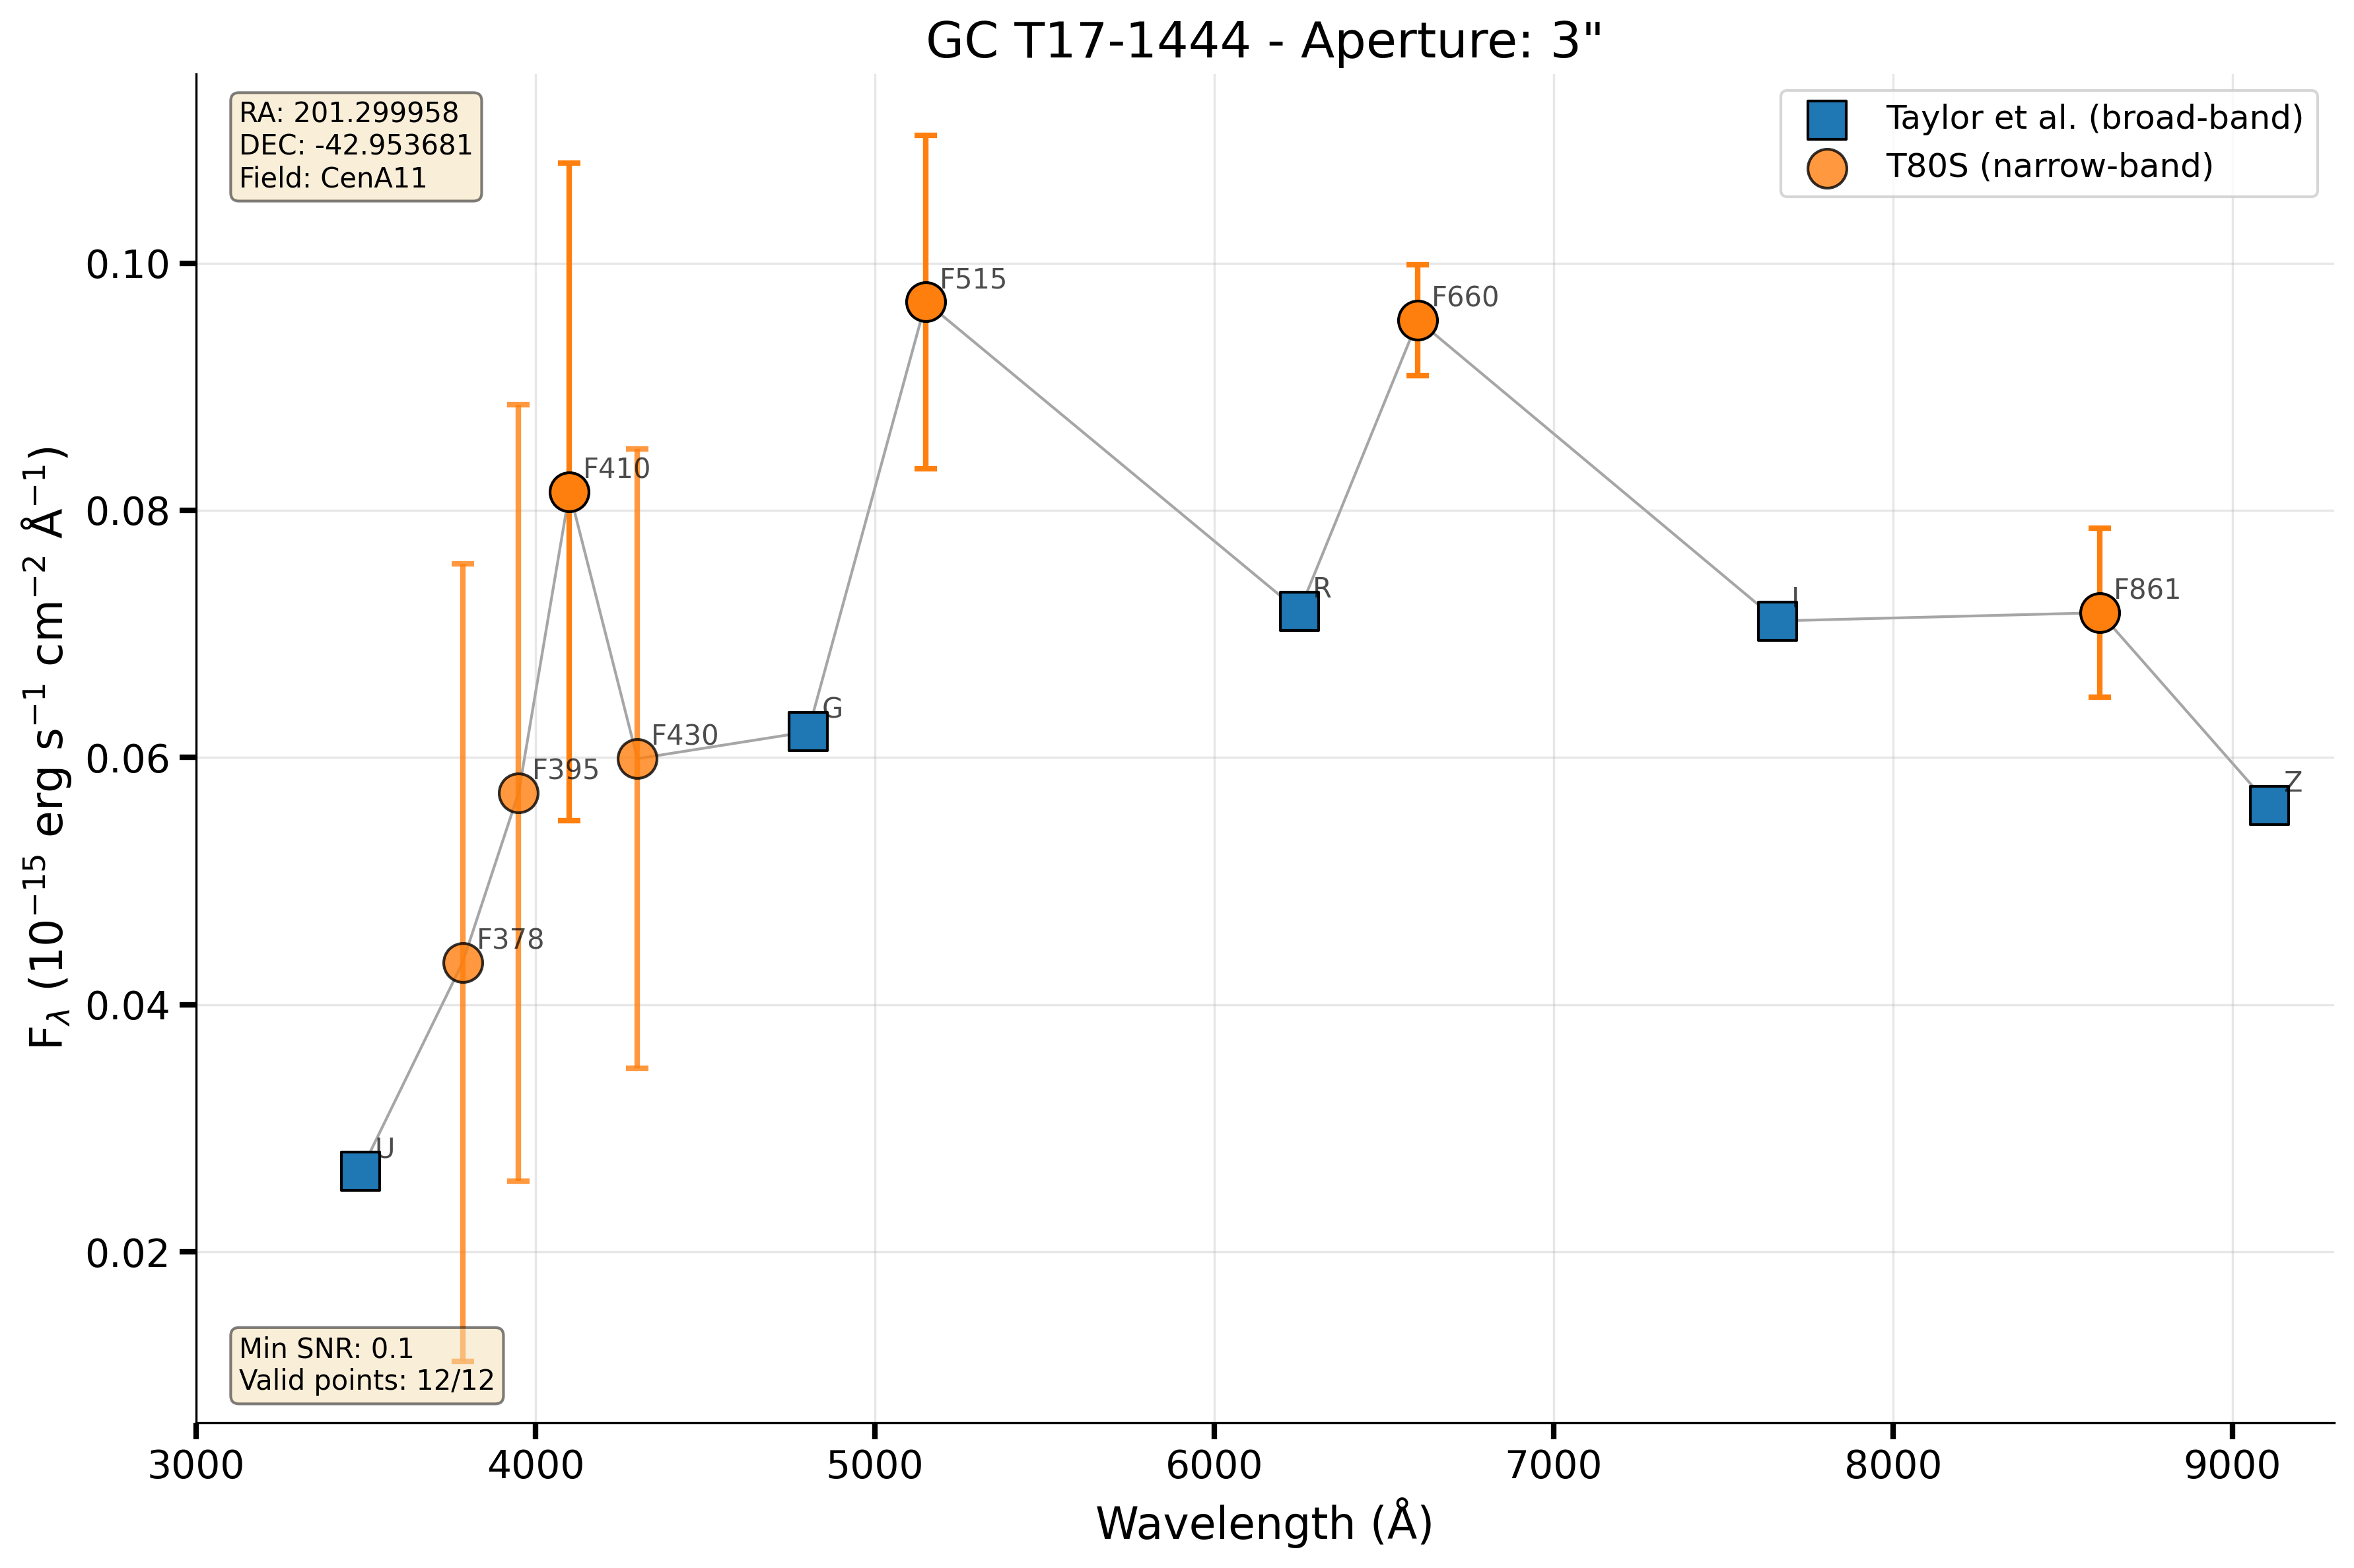 GC T17-1444 - Aperture: 3"
RA: 201.299958
DEC: -42.953681
Field: CenA11
Taylor et al. (broad-band)
T80S (narrow-band)
F515
F660
F410
F861
R
I
G
F430
F395
Z
F378
U
0.10
0.08
0.06
0.04
0.02
F_λ (10⁻¹⁵ erg s⁻¹ cm⁻² Å⁻¹)
Min SNR: 0.1
Valid points: 12/12
3000 4000 5000 6000 7000 8000 9000
Wavelength (Å)